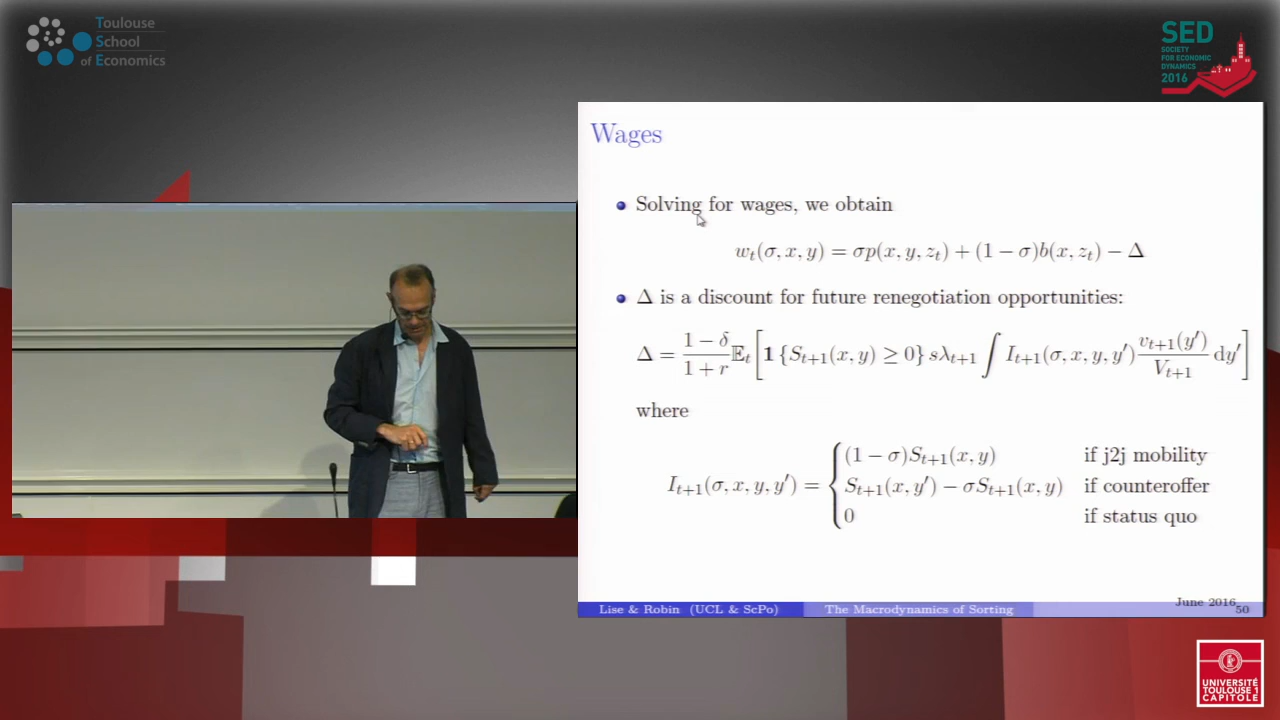 Toulouse
School
of Economics
SED
SOCIETY
FOR ECONOMIC
DYNAMICS
2016
Wages
Solving for wages, we obtain
w_t(σ, x, y) = σp(x, y, z_t) + (1 − σ)b(x, z_t) − Δ
Δ is a discount for future renegotiation opportunities:
Δ = \frac{1 − δ}{1 + r} 𝔼_t [ 1 {S_{t+1}(x, y) ≥ 0} sλ_{t+1} ∫ I_{t+1}(σ, x, y, y′) \frac{v_{t+1}(y′)}{V_{t+1}} dy′ ]
where
I_{t+1}(σ, x, y, y′) = { (1 − σ)S_{t+1}(x, y) if j2j mobility
S_{t+1}(x, y′) − σS_{t+1}(x, y) if counteroffer
0 if status quo
Lise & Robin (UCL & ScPo) The Macrodynamics of Sorting June 2016 50
UNIVERSITÉ
TOULOUSE 1
CAPITOLE